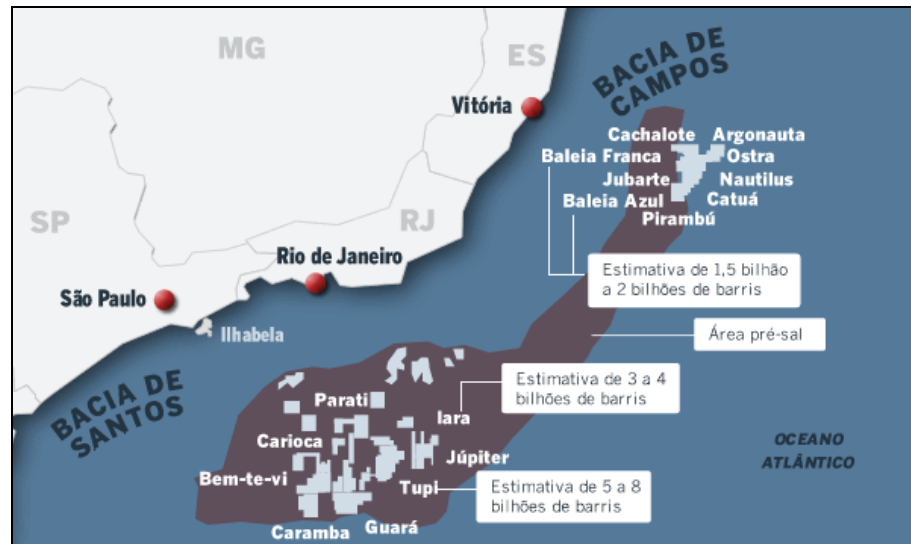 MG
ES
BACIA DE
CAMPOS
Vitória
Cachalote
Argonauta
Baleia Franca
Ostra
Jubarte
Nautilus
Baleia Azul
Catuá
Pirambú
SP
RJ
Rio de Janeiro
Estimativa de 1,5 bilhão
a 2 bilhões de barris
São Paulo
Ilhabela
Área pré-sal
BACIA DE
SANTOS
Estimativa de 3 a 4
bilhões de barris
Parati
Iara
Carioca
Júpiter
OCEANO
ATLÂNTICO
Bem-te-vi
Tupi
Estimativa de 5 a 8
bilhões de barris
Caramba
Guará